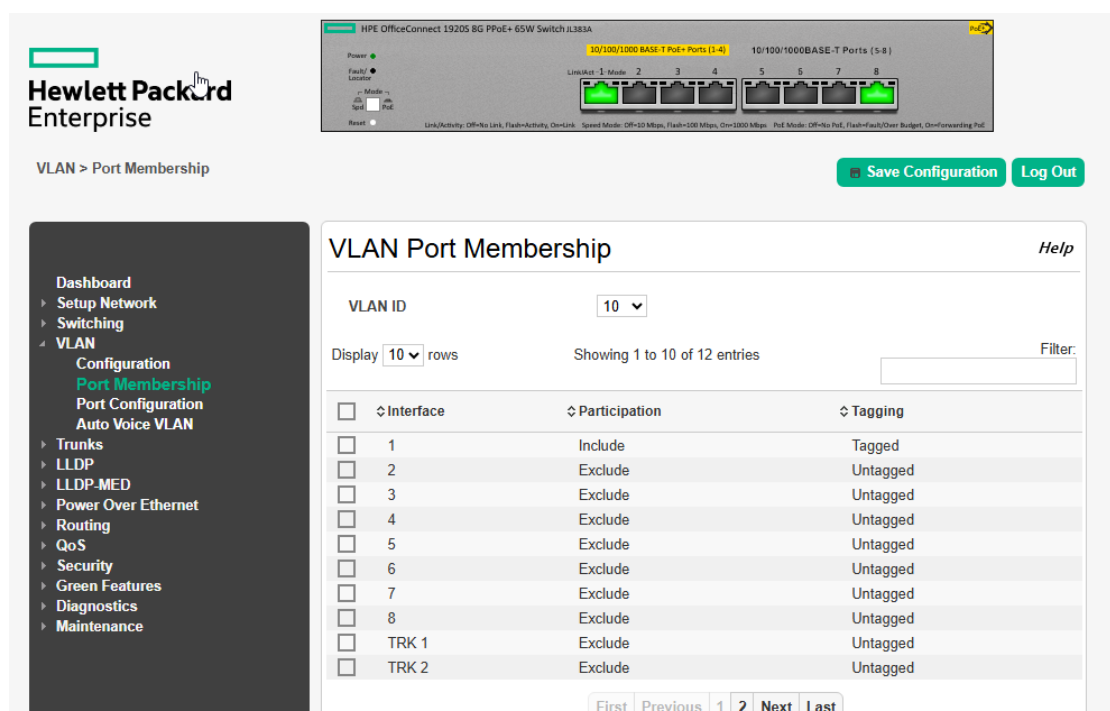 HPE OfficeConnect 1920S 8G PPoE+ 65W Switch JL383A
PoE+
Power
10/100/1000 BASE-T PoE+ Ports (1-4)
10/100/1000BASE-T Ports (5-8)
Fault/
Locator
Link/Act 1 Mode 2 3 4 5 6 7 8
Mode
Spd PoE
Reset
Link/Activity: Off=No Link, Flash=Activity, On=Link Speed Mode: Off=10 Mbps, Flash=100 Mbps, On=1000 Mbps PoE Mode: Off=No PoE, Flash=Fault/Over Budget, On=Forwarding PoE
Hewlett Packard
Enterprise
VLAN > Port Membership
Save Configuration Log Out
Dashboard
Setup Network
Switching
VLAN
Configuration
Port Membership
Port Configuration
Auto Voice VLAN
Trunks
LLDP
LLDP-MED
Power Over Ethernet
Routing
QoS
Security
Green Features
Diagnostics
Maintenance
VLAN Port Membership Help
VLAN ID 10
Display 10 rows Showing 1 to 10 of 12 entries Filter:
Interface Participation Tagging
1 Include Tagged
2 Exclude Untagged
3 Exclude Untagged
4 Exclude Untagged
5 Exclude Untagged
6 Exclude Untagged
7 Exclude Untagged
8 Exclude Untagged
TRK 1 Exclude Untagged
TRK 2 Exclude Untagged
First Previous 1 2 Next Last